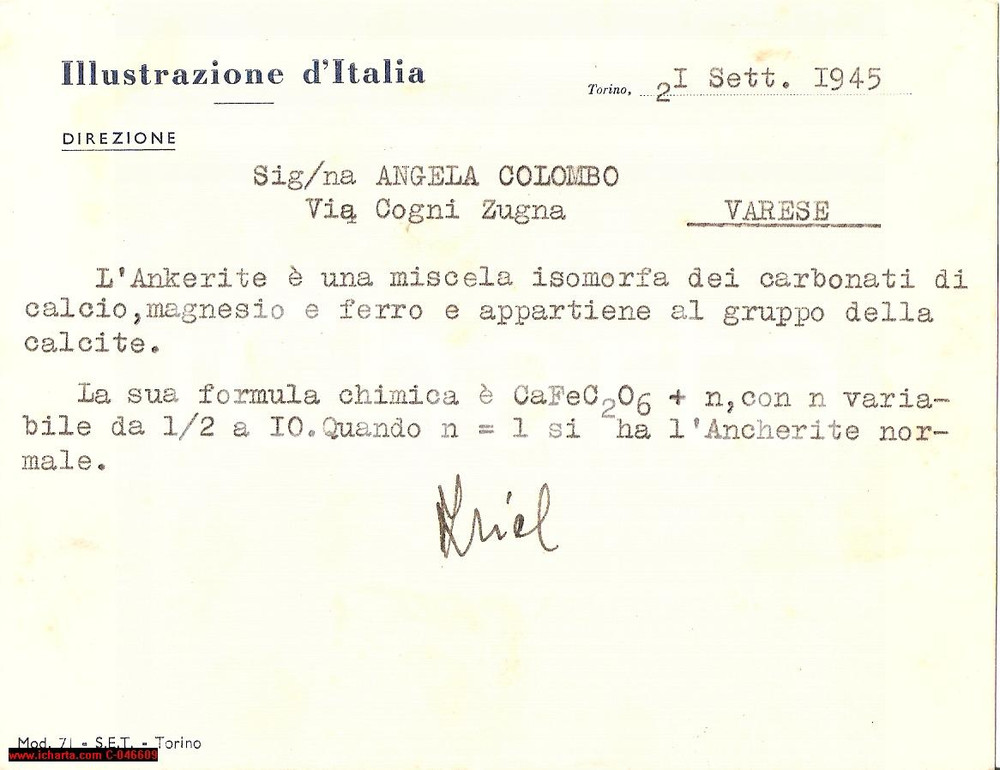 Illustrazione d'Italia
Torino, 2I Sett. I945
DIREZIONE
Sig/na ANGELA COLOMBO
Via Cogni Zugna VARESE
L'Ankerite è una miscela isomorfa dei carbonati di
calcio,magnesio e ferro e appartiene al gruppo della
calcite.
La sua formula chimica è CaFeC₂O₆ + n,con n varia-
bile da 1/2 a IO.Quando n = 1 si ha l'Ancherite nor-
male.
Mod. 71 - S.E.T. - Torino
www.icharta.com C-046609